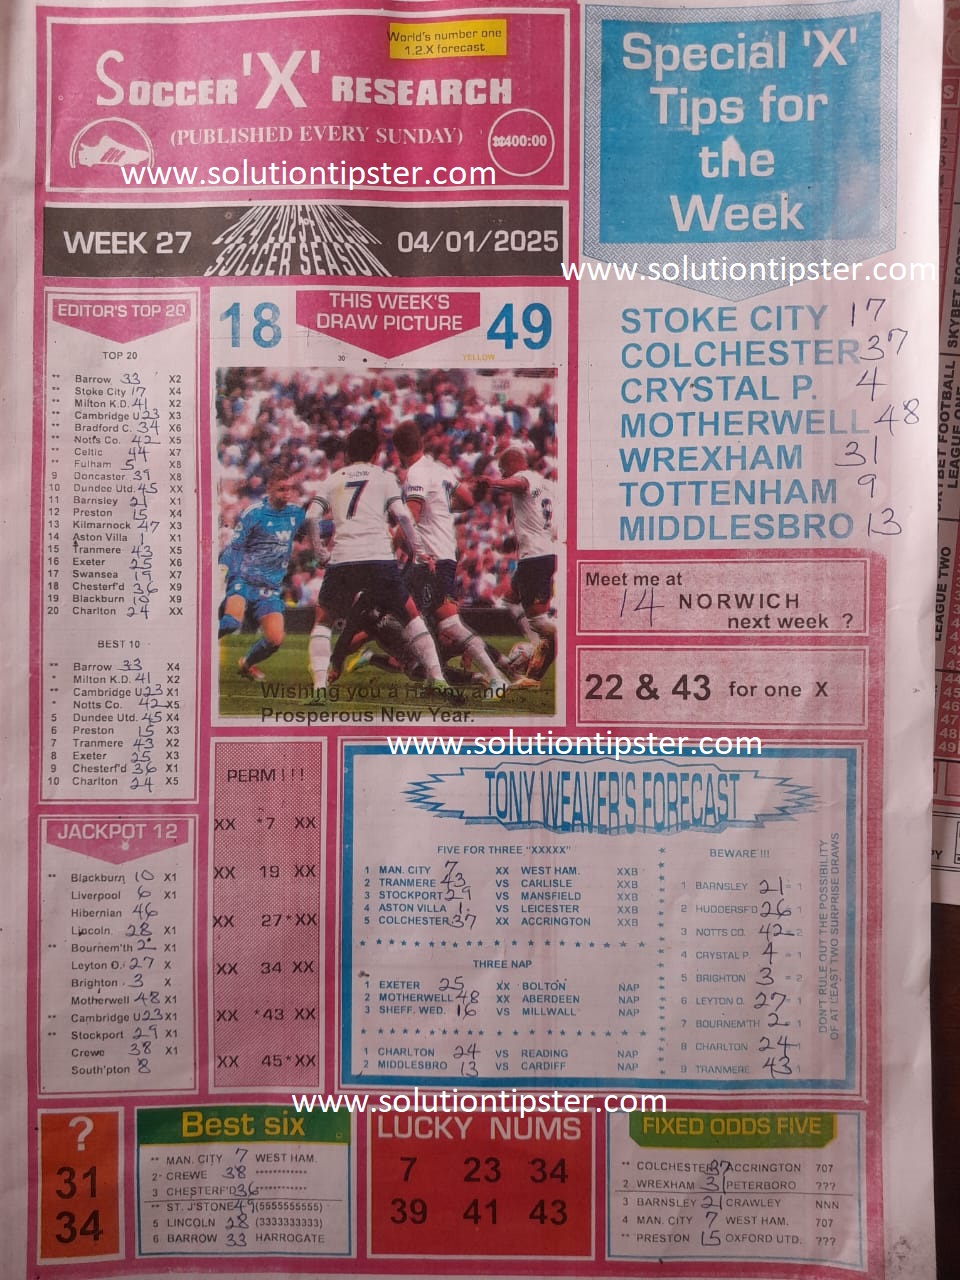 World's number one
1.2.X forecast
SOCCER 'X' RESEARCH
(PUBLISHED EVERY SUNDAY)
₦400:00
www.solutiontipster.com
Special 'X'
Tips for
the
Week
WEEK 27
SOCCER SEASON
04/01/2025
www.solutiontipster.com
EDITOR'S TOP 20
TOP 20
** Barrow 33 X2
** Stoke City 17 X4
** Milton K.D. 41 X2
** Cambridge U 23 X3
** Bradford C. 34 X6
** Notts Co. 42 X5
** Celtic 44 X7
** Fulham 5 X8
9 Doncaster 39 X8
10 Dundee Utd. 45 XX
11 Barnsley 21 X1
12 Preston 15 X4
13 Kilmarnock 47 X3
14 Aston Villa 1 X1
15 Tranmere 43 X5
16 Exeter 25 X6
17 Swansea 19 X7
18 Chesterf'd 36 X9
19 Blackburn 10 X9
20 Charlton 24 XX
BEST 10
** Barrow 33 X4
* Milton K.D. 41 X2
** Cambridge U 23 X1
* Notts Co. 42 X5
5 Dundee Utd. 45 X4
6 Preston 15 X3
7 Tranmere 43 X2
8 Exeter 25 X3
9 Chesterf'd 36 X1
10 Charlton 24 X5
18
THIS WEEK'S
DRAW PICTURE
49
30
YELLOW
7
Wishing you a Happy and
Prosperous New Year.
STOKE CITY 17
COLCHESTER 37
CRYSTAL P. 4
MOTHERWELL 48
WREXHAM 31
TOTTENHAM 9
MIDDLESBRO 13
Meet me at
14 NORWICH
next week ?
22 & 43 for one X
www.solutiontipster.com
JACKPOT 12
** Blackburn 10 X1
Liverpool 6 X1
Hibernian 46
Lincoln. 28 X1
** Bournem'th 2 X1
Leyton O. 27 X
Brighton 3 X
Motherwell 48 X1
** Cambridge U 23 X1
** Stockport 29 X1
Crewe 38 X1
South'pton 8
PERM ! ! !
XX *7 XX
XX 19 XX
XX 27* XX
XX 34 XX
XX *43 XX
XX 45* XX
TONY WEAVER'S FORECAST
FIVE FOR THREE "XXXXX"
1 MAN. CITY 7 XX WEST HAM. XXB
2 TRANMERE 43 VS CARLISLE XXB
3 STOCKPORT 29 VS MANSFIELD XXB
4 ASTON VILLA 1 VS LEICESTER XXB
5 COLCHESTER 37 XX ACCRINGTON XXB
THREE NAP
1 EXETER 25 XX BOLTON NAP
2 MOTHERWELL 48 XX ABERDEEN NAP
3 SHEFF. WED. 16 VS MILLWALL NAP
1 CHARLTON 24 VS READING NAP
2 MIDDLESBRO 13 VS CARDIFF NAP
BEWARE !!!
1 BARNSLEY 21 = 1
2 HUDDERSF'D 26 1
3 NOTTS CO. 42 = 2
4 CRYSTAL P. 4 = 1
5 BRIGHTON 3 = 2
6 LEYTON O. 27 1
7 BOURNEM'TH 2 1
8 CHARLTON 24 1
9 TRANMERE 43 1
DON'T RULE OUT THE POSSIBILITY
OF AT LEAST TWO SURPRISE DRAWS
www.solutiontipster.com
?
31
34
Best six
** MAN. CITY 7 WEST HAM.
2 CREWE 38 ***********
3 CHESTERF'D 36 ***********
** ST. J'STONE 49 (5555555555)
5 LINCOLN 28 (3333333333)
6 BARROW 33 HARROGATE
LUCKY NUMS
7 23 34
39 41 43
FIXED ODDS FIVE
** COLCHESTER 37 ACCRINGTON 707
2 WREXHAM 31 PETERBORO ???
3 BARNSLEY 21 CRAWLEY NNN
4 MAN. CITY 7 WEST HAM. 707
** PRESTON 15 OXFORD UTD. ???
LEAGUE TWO
SKYBET FOOTBALL
LEAGUE ONE